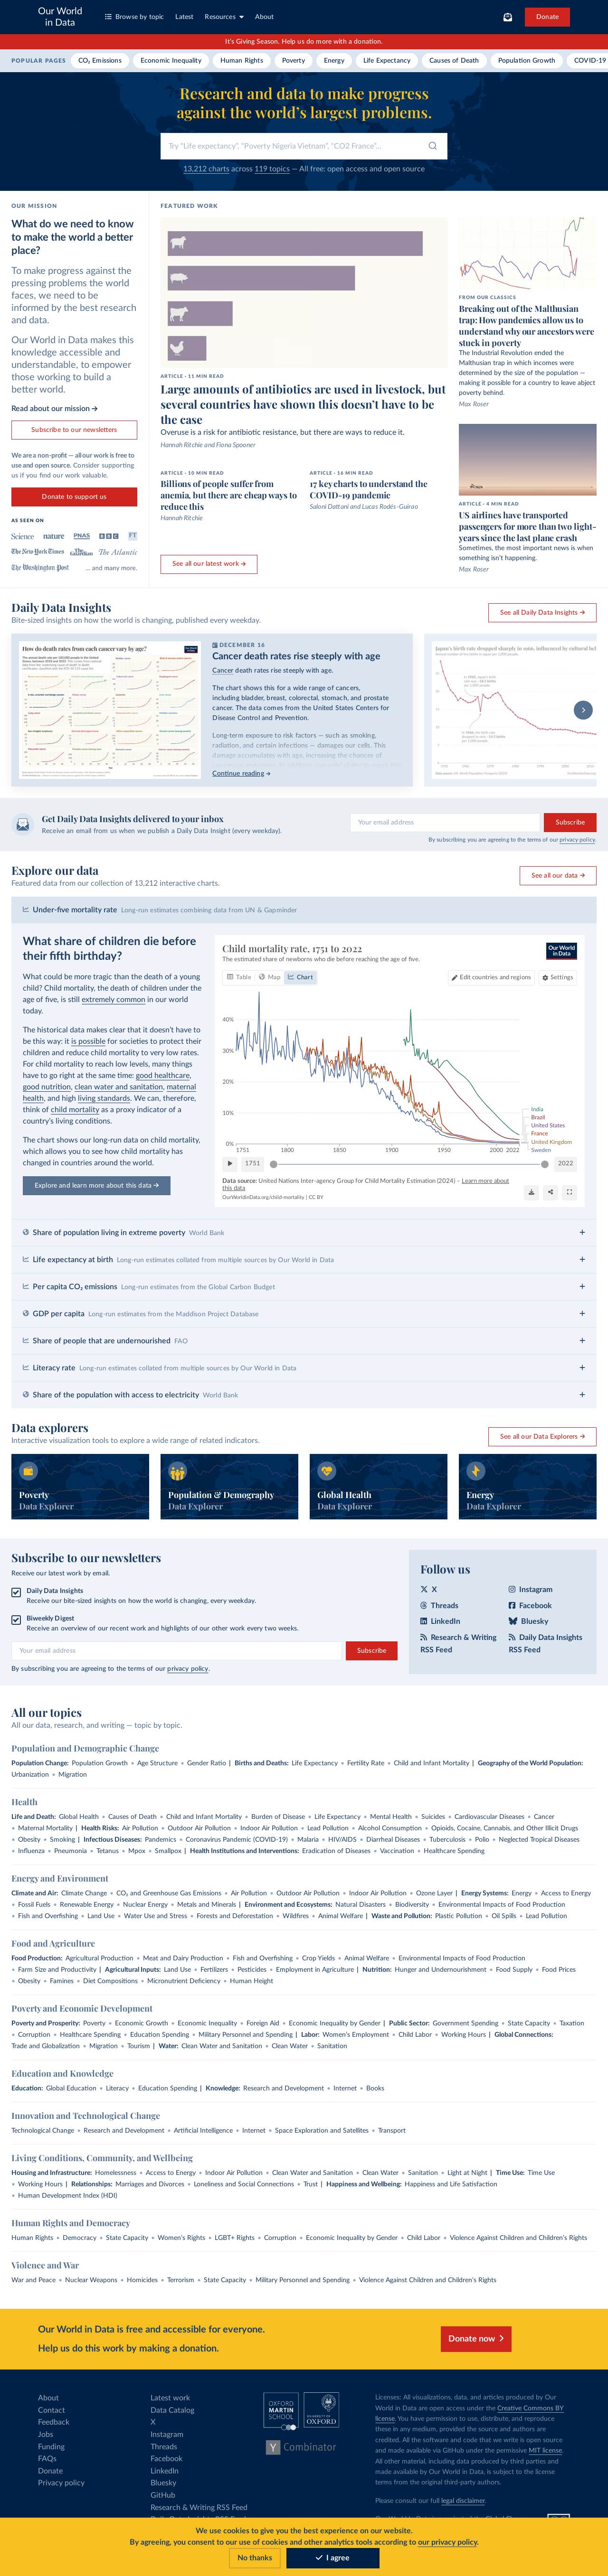 Our World
in Data
Browse by topic
Latest
Resources
About
Donate
It's Giving Season. Help us do more with a donation.
POPULAR PAGES
CO₂ Emissions
Economic Inequality
Human Rights
Poverty
Energy
Life Expectancy
Causes of Death
Population Growth
COVID-19
Research and data to make progress
against the world's largest problems.
Try "Life expectancy", "Poverty Nigeria Vietnam", "CO2 France"...
13,212 charts across 119 topics — All free: open access and open source
OUR MISSION
What do we need to know
to make the world a better
place?
To make progress against the
pressing problems the world
faces, we need to be
informed by the best research
and data.
Our World in Data makes this
knowledge accessible and
understandable, to empower
those working to build a
better world.
Read about our mission →
Subscribe to our newsletters
We are a non-profit — all our work is free to
use and open source. Consider supporting
us if you find our work valuable.
Donate to support us
AS SEEN ON
Science
nature
PNAS
BBC
FT
The New York Times
The Guardian
The Atlantic
The Washington Post
... and many more.
FEATURED WORK
ARTICLE - 11 MIN READ
Large amounts of antibiotics are used in livestock, but
several countries have shown this doesn't have to be
the case
Overuse is a risk for antibiotic resistance, but there are ways to reduce it.
Hannah Ritchie and Fiona Spooner
ARTICLE - 10 MIN READ
Billions of people suffer from
anemia, but there are cheap ways to
reduce this
Hannah Ritchie
ARTICLE - 16 MIN READ
17 key charts to understand the
COVID-19 pandemic
Saloni Dattani and Lucas Rodés-Guirao
See all our latest work →
FROM OUR CLASSICS
Breaking out of the Malthusian
trap: How pandemics allow us to
understand why our ancestors were
stuck in poverty
The Industrial Revolution ended the
Malthusian trap in which incomes were
determined by the size of the population —
making it possible for a country to leave abject
poverty behind.
Max Roser
ARTICLE - 4 MIN READ
US airlines have transported
passengers for more than two light-
years since the last plane crash
Sometimes, the most important news is when
something isn't happening.
Max Roser
Daily Data Insights
Bite-sized insights on how the world is changing, published every weekday.
See all Daily Data Insights →
How do death rates from each cancer vary by age?
DECEMBER 16
Cancer death rates rise steeply with age
Cancer death rates rise steeply with age.
The chart shows this for a wide range of cancers,
including bladder, breast, colorectal, stomach, and prostate
cancer. The data comes from the United States Centers for
Disease Control and Prevention.
Long-term exposure to risk factors — such as smoking,
radiation, and certain infections — damages our cells. This
damage accumulates with age, increasing the chances of
Continue reading →
Get Daily Data Insights delivered to your inbox
Receive an email from us when we publish a Daily Data Insight (every weekday).
Your email address
Subscribe
By subscribing you are agreeing to the terms of our privacy policy.
Explore our data
Featured data from our collection of 13,212 interactive charts.
See all our data →
Under-five mortality rate Long-run estimates combining data from UN & Gapminder
What share of children die before
their fifth birthday?
What could be more tragic than the death of a young
child? Child mortality, the death of children under the
age of five, is still extremely common in our world
today.
The historical data makes clear that it doesn't have to
be this way: it is possible for societies to protect their
children and reduce child mortality to very low rates.
For child mortality to reach low levels, many things
have to go right at the same time: good healthcare,
good nutrition, clean water and sanitation, maternal
health, and high living standards. We can, therefore,
think of child mortality as a proxy indicator of a
country's living conditions.
The chart shows our long-run data on child mortality,
which allows you to see how child mortality has
changed in countries around the world.
Explore and learn more about this data →
Child mortality rate, 1751 to 2022
The estimated share of newborns who die before reaching the age of five.
Our World
in Data
Table
Map
Chart
Edit countries and regions
Settings
40%
30%
20%
10%
0%
1751
1800
1850
1900
1950
2000
2022
India
Brazil
United States
France
United Kingdom
Sweden
1751
2022
Data source: United Nations Inter-agency Group for Child Mortality Estimation (2024) – Learn more about
this data
OurWorldinData.org/child-mortality | CC BY
Share of population living in extreme poverty World Bank
Life expectancy at birth Long-run estimates collated from multiple sources by Our World in Data
Per capita CO₂ emissions Long-run estimates from the Global Carbon Budget
GDP per capita Long-run estimates from the Maddison Project Database
Share of people that are undernourished FAO
Literacy rate Long-run estimates collated from multiple sources by Our World in Data
Share of the population with access to electricity World Bank
Data explorers
Interactive visualization tools to explore a wide range of related indicators.
See all our Data Explorers →
Poverty
Data Explorer
Population & Demography
Data Explorer
Global Health
Data Explorer
Energy
Data Explorer
Subscribe to our newsletters
Receive our latest work by email.
Daily Data Insights
Receive our bite-sized insights on how the world is changing, every weekday.
Biweekly Digest
Receive an overview of our recent work and highlights of our other work every two weeks.
Your email address
Subscribe
By subscribing you are agreeing to the terms of our privacy policy.
Follow us
X
Instagram
Threads
Facebook
LinkedIn
Bluesky
Research & Writing
RSS Feed
Daily Data Insights
RSS Feed
All our topics
All our data, research, and writing — topic by topic.
Population and Demographic Change
Population Change: Population Growth • Age Structure • Gender Ratio | Births and Deaths: Life Expectancy • Fertility Rate • Child and Infant Mortality | Geography of the World Population:
Urbanization • Migration
Health
Life and Death: Global Health • Causes of Death • Child and Infant Mortality • Burden of Disease • Life Expectancy • Mental Health • Suicides • Cardiovascular Diseases • Cancer
• Maternal Mortality | Health Risks: Air Pollution • Outdoor Air Pollution • Indoor Air Pollution • Lead Pollution • Alcohol Consumption • Opioids, Cocaine, Cannabis, and Other Illicit Drugs
• Obesity • Smoking | Infectious Diseases: Pandemics • Coronavirus Pandemic (COVID-19) • Malaria • HIV/AIDS • Diarrheal Diseases • Tuberculosis • Polio • Neglected Tropical Diseases
• Influenza • Pneumonia • Tetanus • Mpox • Smallpox | Health Institutions and Interventions: Eradication of Diseases • Vaccination • Healthcare Spending
Energy and Environment
Climate and Air: Climate Change • CO₂ and Greenhouse Gas Emissions • Air Pollution • Outdoor Air Pollution • Indoor Air Pollution • Ozone Layer | Energy Systems: Energy • Access to Energy
• Fossil Fuels • Renewable Energy • Nuclear Energy • Metals and Minerals | Environment and Ecosystems: Natural Disasters • Biodiversity • Environmental Impacts of Food Production
• Fish and Overfishing • Land Use • Water Use and Stress • Forests and Deforestation • Wildfires • Animal Welfare | Waste and Pollution: Plastic Pollution • Oil Spills • Lead Pollution
Food and Agriculture
Food Production: Agricultural Production • Meat and Dairy Production • Fish and Overfishing • Crop Yields • Animal Welfare • Environmental Impacts of Food Production
• Farm Size and Productivity | Agricultural Inputs: Land Use • Fertilizers • Pesticides • Employment in Agriculture | Nutrition: Hunger and Undernourishment • Food Supply • Food Prices
• Obesity • Famines • Diet Compositions • Micronutrient Deficiency • Human Height
Poverty and Economic Development
Poverty and Prosperity: Poverty • Economic Growth • Economic Inequality • Foreign Aid • Economic Inequality by Gender | Public Sector: Government Spending • State Capacity • Taxation
• Corruption • Healthcare Spending • Education Spending • Military Personnel and Spending | Labor: Women's Employment • Child Labor • Working Hours | Global Connections:
Trade and Globalization • Migration • Tourism | Water: Clean Water and Sanitation • Clean Water • Sanitation
Education and Knowledge
Education: Global Education • Literacy • Education Spending | Knowledge: Research and Development • Internet • Books
Innovation and Technological Change
Technological Change • Research and Development • Artificial Intelligence • Internet • Space Exploration and Satellites • Transport
Living Conditions, Community, and Wellbeing
Housing and Infrastructure: Homelessness • Access to Energy • Indoor Air Pollution • Clean Water and Sanitation • Clean Water • Sanitation • Light at Night | Time Use: Time Use
• Working Hours | Relationships: Marriages and Divorces • Loneliness and Social Connections • Trust | Happiness and Wellbeing: Happiness and Life Satisfaction
• Human Development Index (HDI)
Human Rights and Democracy
Human Rights • Democracy • State Capacity • Women's Rights • LGBT+ Rights • Corruption • Economic Inequality by Gender • Child Labor • Violence Against Children and Children's Rights
Violence and War
War and Peace • Nuclear Weapons • Homicides • Terrorism • State Capacity • Military Personnel and Spending • Violence Against Children and Children's Rights
Our World in Data is free and accessible for everyone.
Help us do this work by making a donation.
Donate now
About
Contact
Feedback
Jobs
Funding
FAQs
Donate
Privacy policy
Latest work
Data Catalog
X
Instagram
Threads
Facebook
LinkedIn
Bluesky
GitHub
Research & Writing RSS Feed
OXFORD
MARTIN
SCHOOL
UNIVERSITY OF
OXFORD
Y Combinator
Licenses: All visualizations, data, and articles produced by Our
World in Data are open access under the Creative Commons BY
license. You have permission to use, distribute, and reproduce
these in any medium, provided the source and authors are
credited. All the software and code that we write is open source
and made available via GitHub under the permissive MIT license.
All other material, including data produced by third parties and
made available by Our World in Data, is subject to the license
terms from the original third-party authors.
Please consult our full legal disclaimer.
We use cookies to give you the best experience on our website.
By agreeing, you consent to our use of cookies and other analytics tools according to our privacy policy.
No thanks
I agree